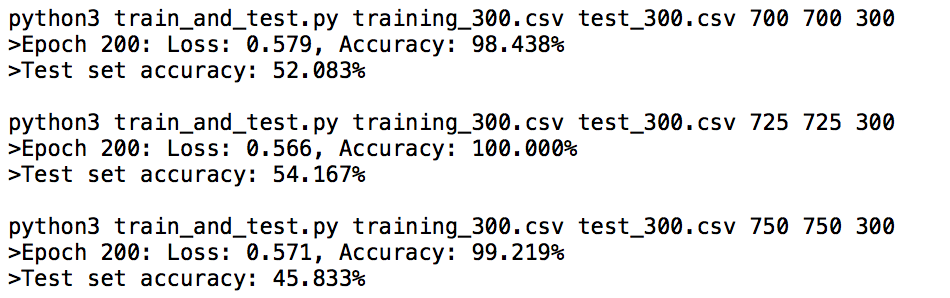 python3 train_and_test.py training_300.csv test_300.csv 700 700 300
>Epoch 200: Loss: 0.579, Accuracy: 98.438%
>Test set accuracy: 52.083%
python3 train_and_test.py training_300.csv test_300.csv 725 725 300
>Epoch 200: Loss: 0.566, Accuracy: 100.000%
>Test set accuracy: 54.167%
python3 train_and_test.py training_300.csv test_300.csv 750 750 300
>Epoch 200: Loss: 0.571, Accuracy: 99.219%
>Test set accuracy: 45.833%